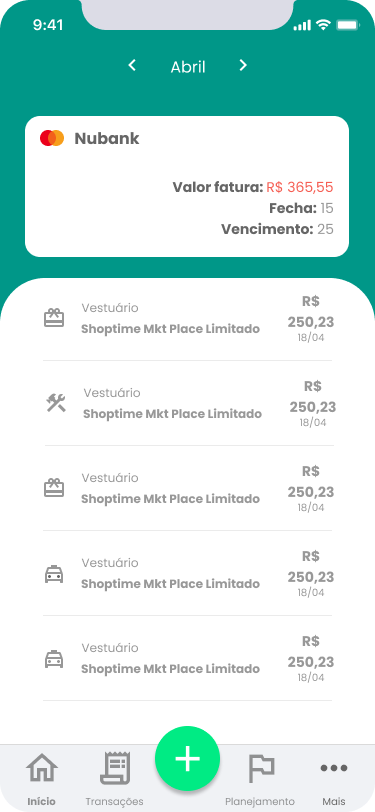 9:41
Abril
Nubank
Valor fatura: R$ 365,55
Fecha: 15
Vencimento: 25
Vestuário
Shoptime Mkt Place Limitado
R$
250,23
18/04
Vestuário
Shoptime Mkt Place Limitado
R$
250,23
18/04
Vestuário
Shoptime Mkt Place Limitado
R$
250,23
18/04
Vestuário
Shoptime Mkt Place Limitado
R$
250,23
18/04
Vestuário
Shoptime Mkt Place Limitado
R$
250,23
18/04
Início
Transações
Planejamento
Mais